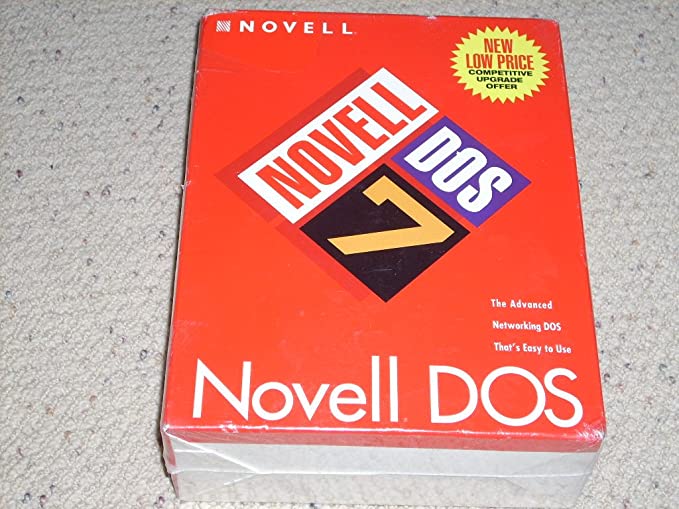 NOVELL
NEW
LOW PRICE
COMPETITIVE
UPGRADE
OFFER
NOVELL
DOS
7
The Advanced
Networking DOS
That's Easy to Use
Novell DOS